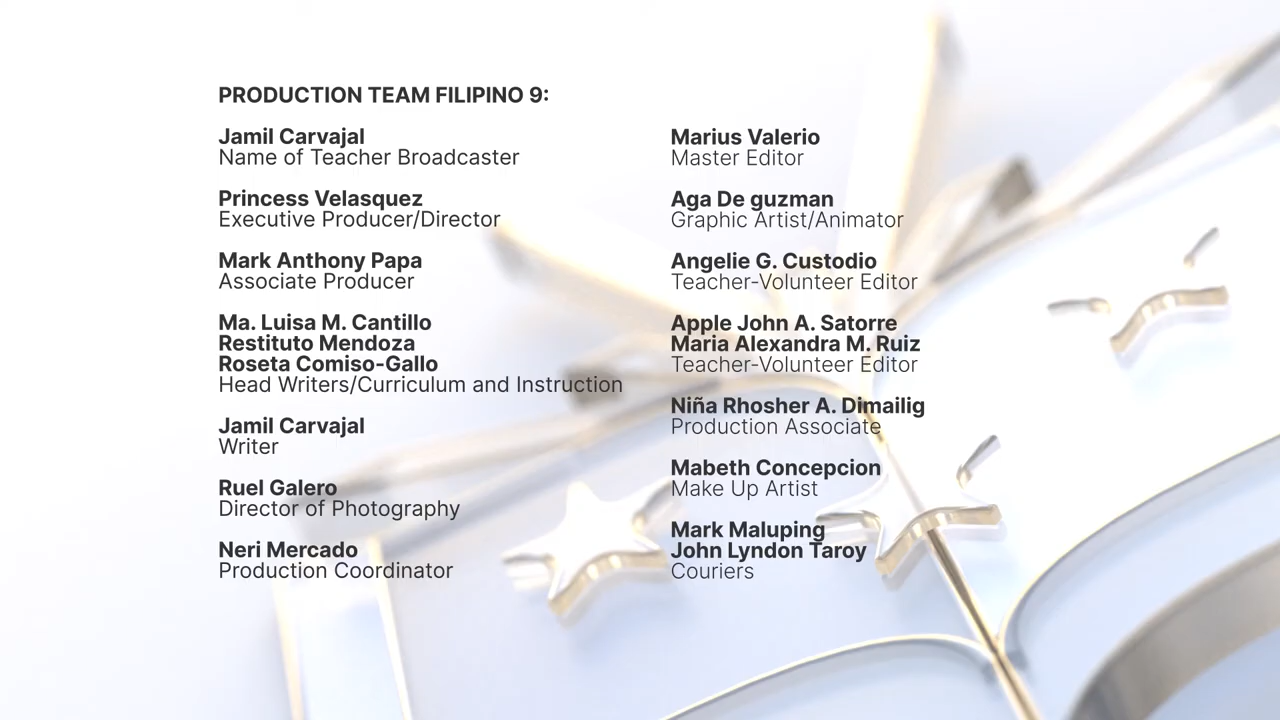 PRODUCTION TEAM FILIPINO 9:
Jamil Carvajal
Name of Teacher Broadcaster
Princess Velasquez
Executive Producer/Director
Mark Anthony Papa
Associate Producer
Ma. Luisa M. Cantillo
Restituto Mendoza
Roseta Comiso-Gallo
Head Writers/Curriculum and Instruction
Jamil Carvajal
Writer
Ruel Galero
Director of Photography
Neri Mercado
Production Coordinator
Marius Valerio
Master Editor
Aga De guzman
Graphic Artist/Animator
Angelie G. Custodio
Teacher-Volunteer Editor
Apple John A. Satorre
Maria Alexandra M. Ruiz
Teacher-Volunteer Editor
Niña Rhosher A. Dimailig
Production Associate
Mabeth Concepcion
Make Up Artist
Mark Maluping
John Lyndon Taroy
Couriers